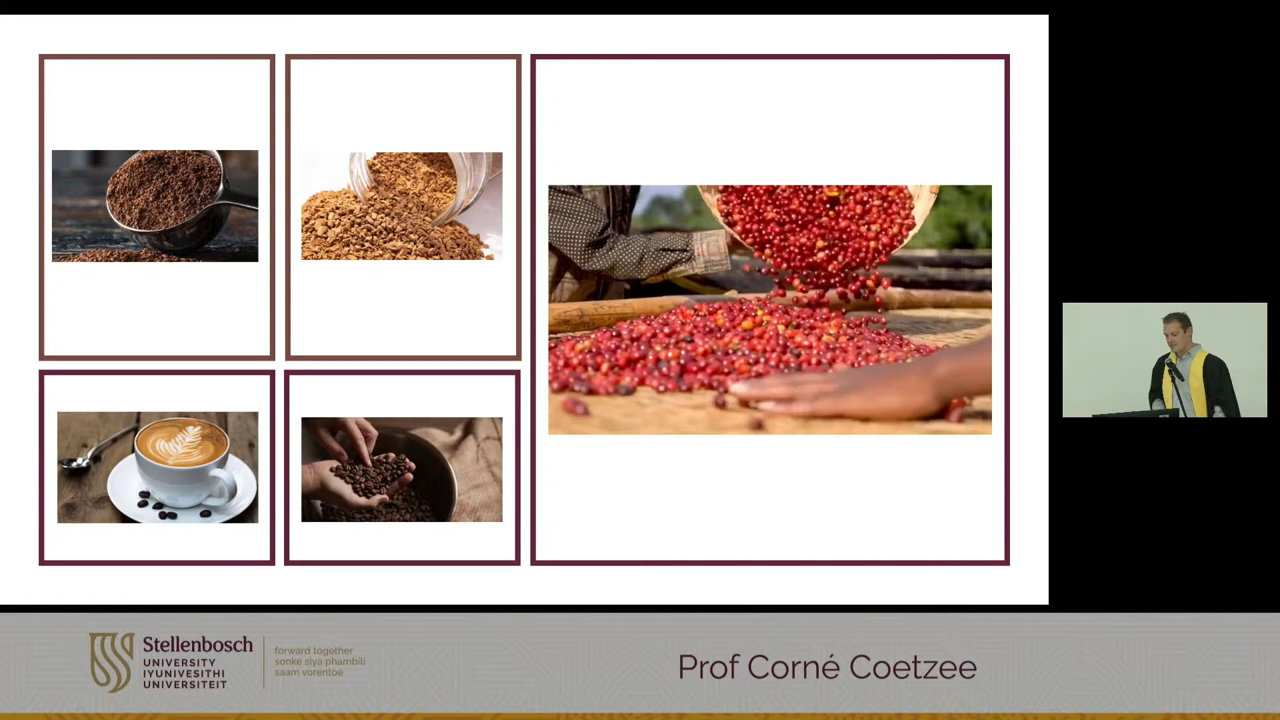 Stellenbosch
UNIVERSITY
IYUNIVESITHI
UNIVERSITEIT
forward together
sonke siya phambili
saam vorentoe
Prof Corné Coetzee